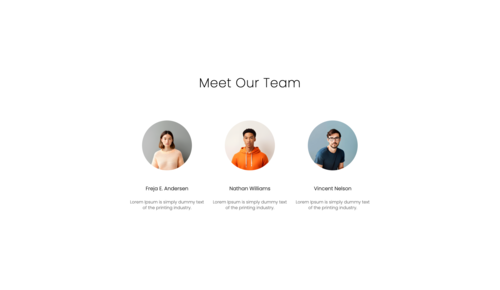 Meet Our Team
Freja E. Andersen
Nathan Williams
Vincent Nelson
Lorem Ipsum is simply dummy text
of the printing industry.
Lorem Ipsum is simply dummy text
of the printing industry.
Lorem Ipsum is simply dummy text
of the printing industry.